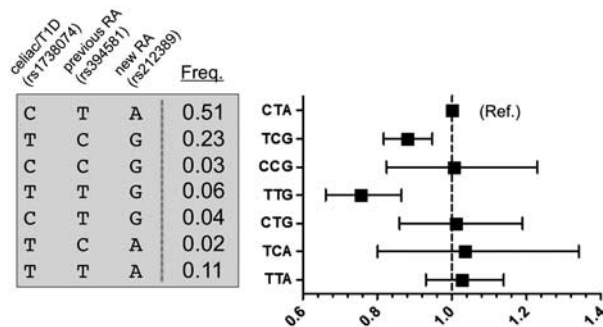 celiac/T1D
(rs1738074)
previous RA
(rs394581)
new RA
(rs212389)
Freq.
C T A 0.51
T C G 0.23
C C G 0.03
T T G 0.06
C T G 0.04
T C A 0.02
T T A 0.11
CTA (Ref.)
TCG
CCG
TTG
CTG
TCA
TTA
0.6 0.8 1.0 1.2 1.4